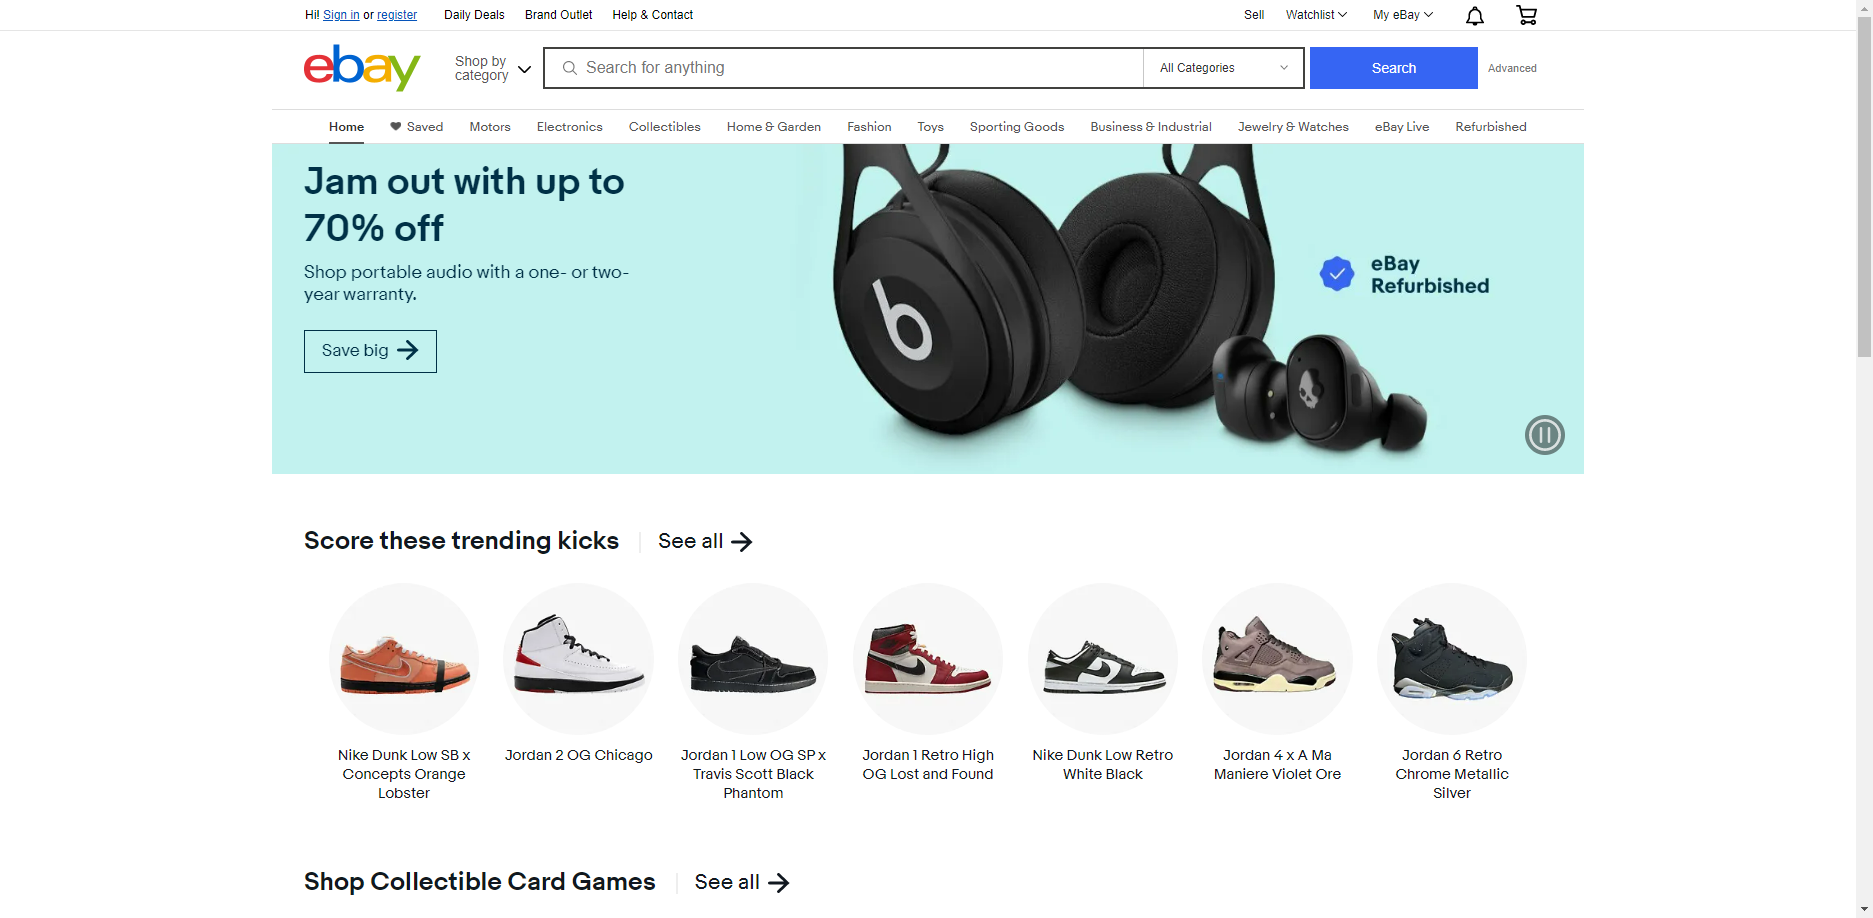 Hi! Sign in or register Daily Deals Brand Outlet Help & Contact Sell Watchlist My eBay
ebay
Shop by
category
Search for anything
All Categories
Search
Advanced
Home Saved Motors Electronics Collectibles Home & Garden Fashion Toys Sporting Goods Business & Industrial Jewelry & Watches eBay Live Refurbished
Jam out with up to
70% off
Shop portable audio with a one- or two-
year warranty.
Save big
b
eBay
Refurbished
Score these trending kicks See all
Nike Dunk Low SB x
Concepts Orange
Lobster
Jordan 2 OG Chicago
Jordan 1 Low OG SP x
Travis Scott Black
Phantom
Jordan 1 Retro High
OG Lost and Found
Nike Dunk Low Retro
White Black
Jordan 4 x A Ma
Maniere Violet Ore
Jordan 6 Retro
Chrome Metallic
Silver
Shop Collectible Card Games See all